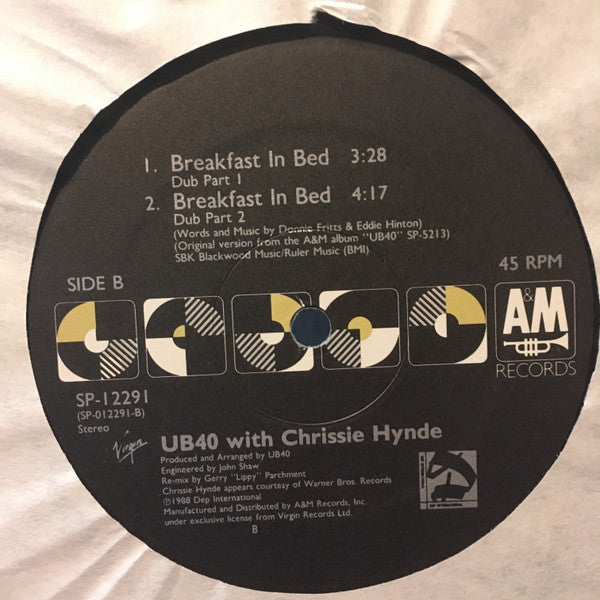 1. Breakfast In Bed 3:28
Dub Part 1
2. Breakfast In Bed 4:17
Dub Part 2
(Words and Music by Donnie Fritts & Eddie Hinton)
(Original version from the A&M album "UB40" SP-5213)
SBK Blackwood Music/Ruler Music (BMI)
SIDE B
45 RPM
A&M
RECORDS
SP-12291
(SP-012291-B)
Stereo
Virgin
UB40 with Chrissie Hynde
Produced and Arranged by UB40
Engineered by John Shaw
Re-mix by Gerry "Lippy" Parchment
Chrissie Hynde appears courtesy of Warner Bros. Records
℗1988 Dep International
Manufactured and Distributed by A&M Records, Inc.
under exclusive license from Virgin Records Ltd.
B